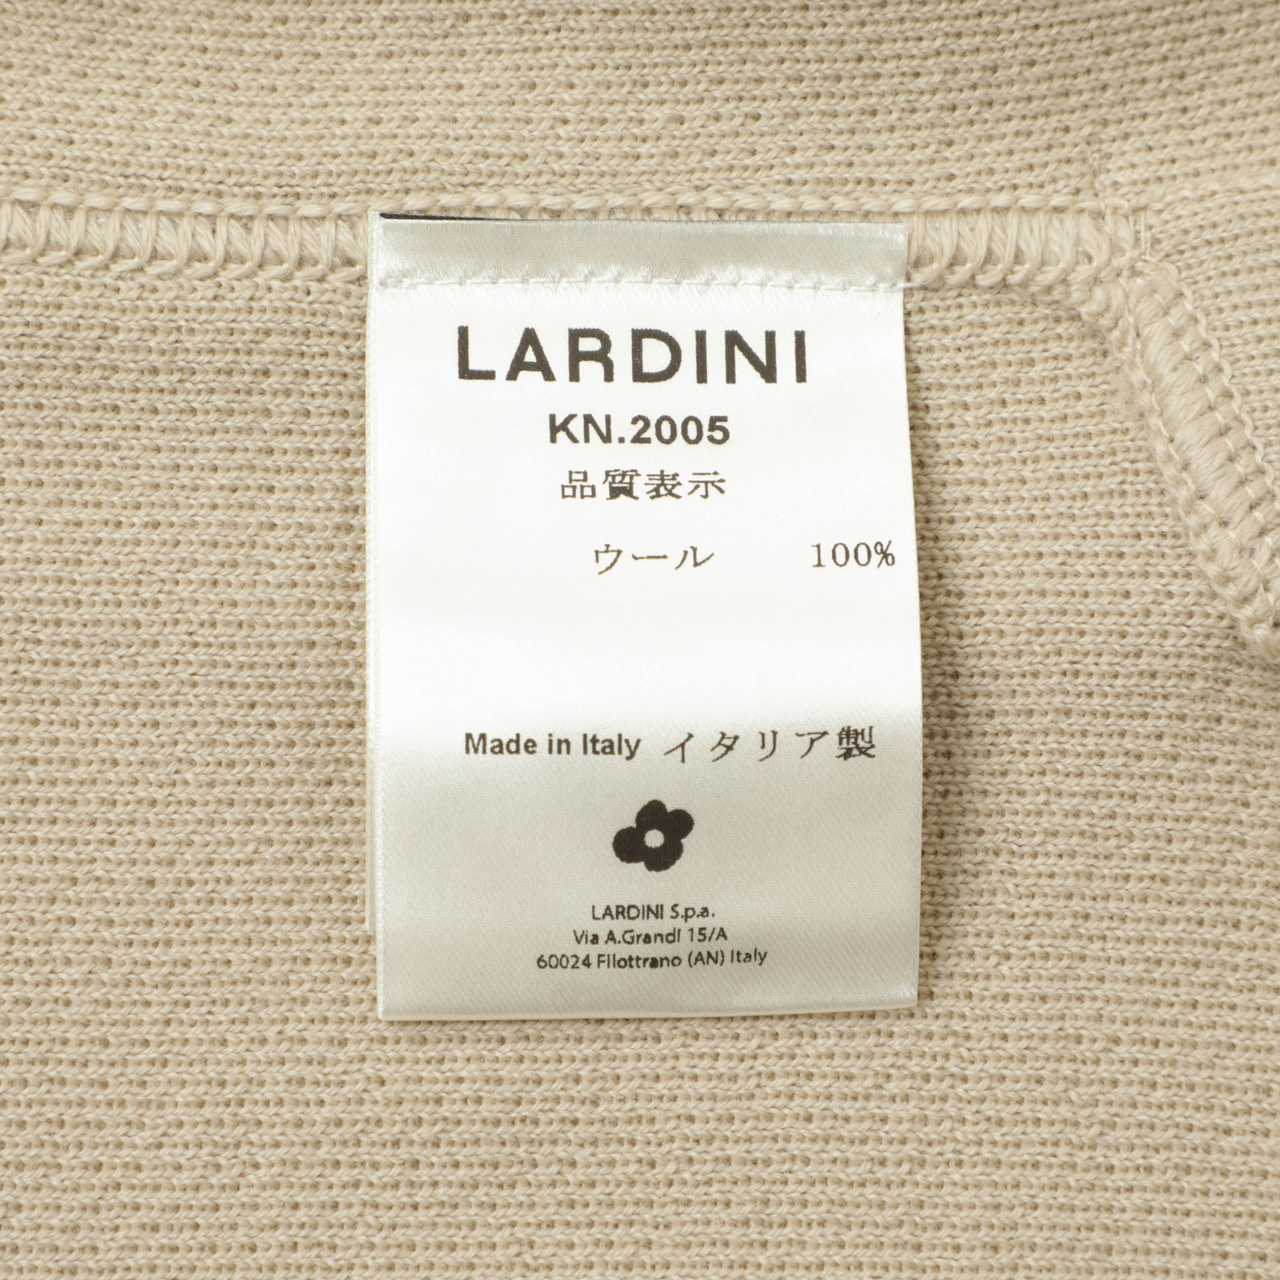 LARDINI
KN.2005
品質表示
ウール 100%
Made in Italy イタリア製
LARDINI S.p.a.
Via A.Grandi 15/A
60024 Filottrano (AN) Italy